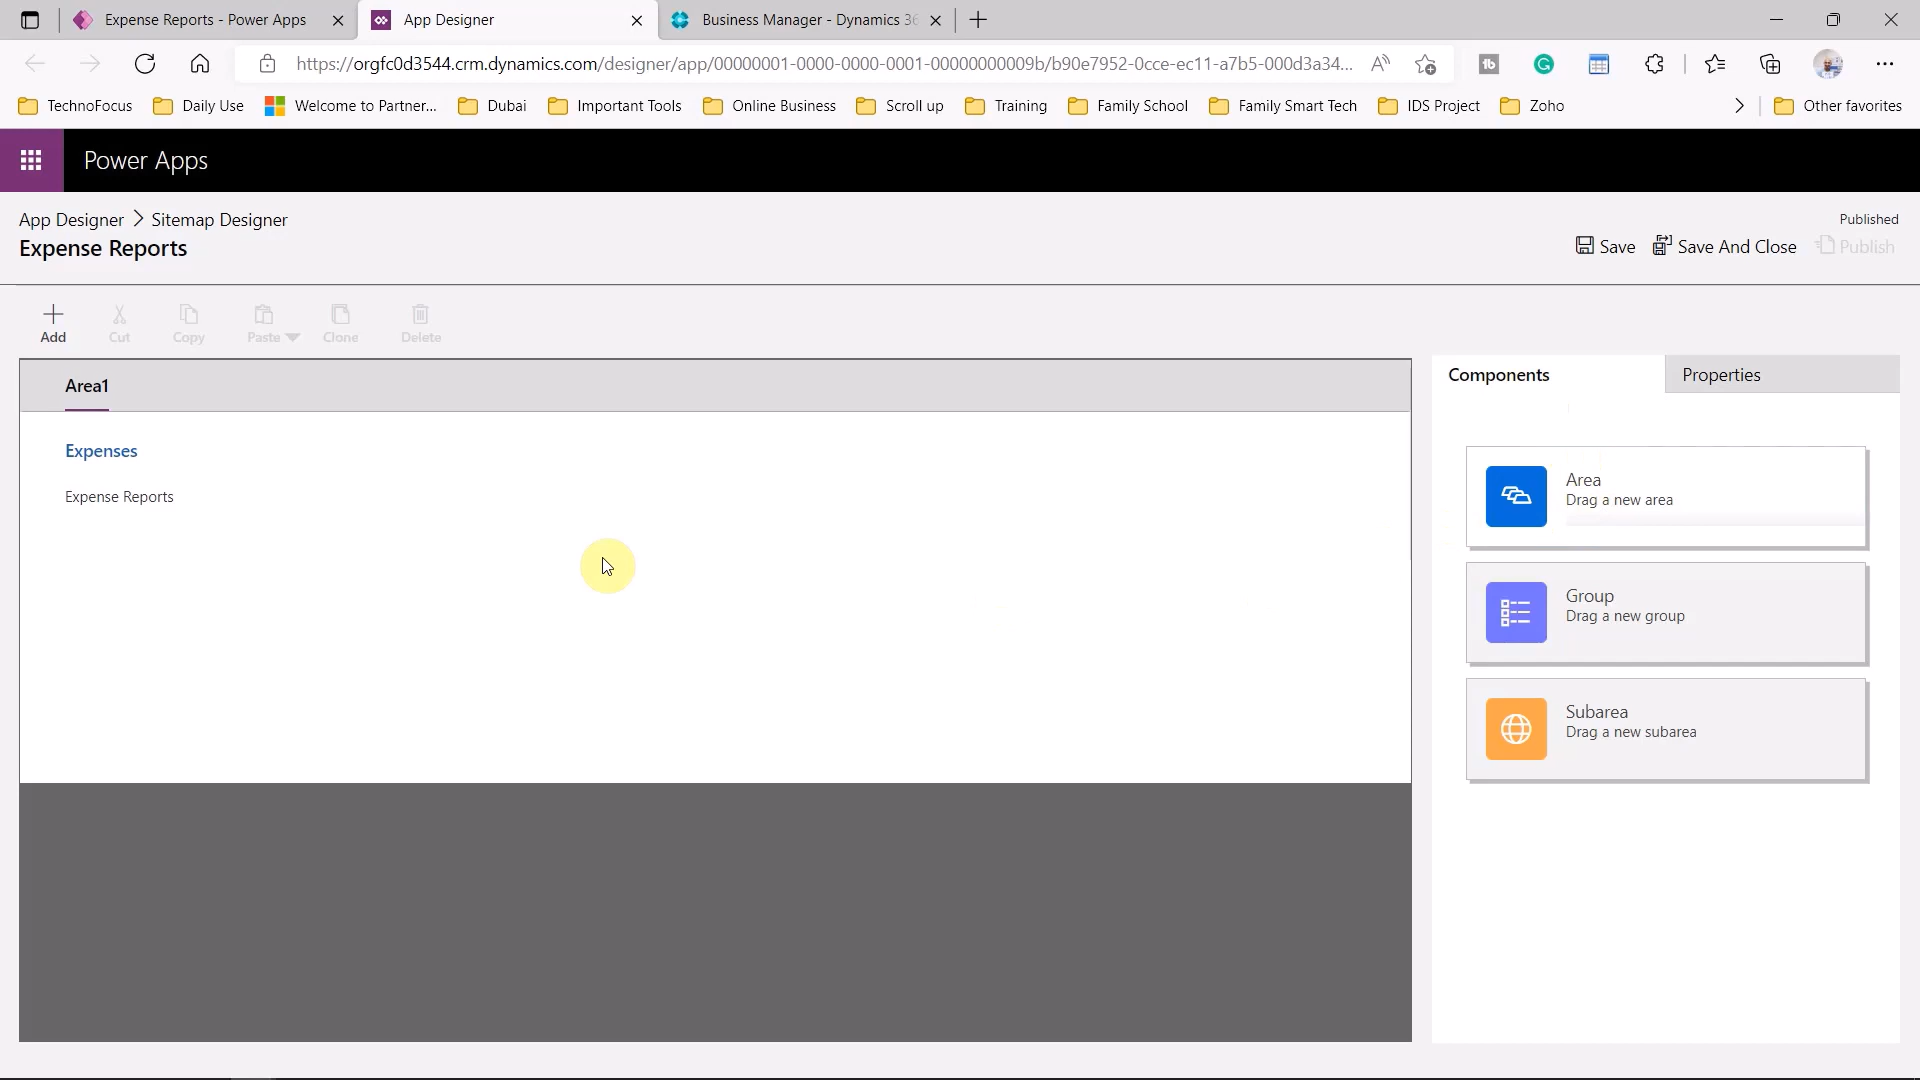 Expense Reports - Power Apps
App Designer
Business Manager - Dynamics 36
https://orgfc0d3544.crm.dynamics.com/designer/app/00000001-0000-0000-0001-00000000009b/b90e7952-0cce-ec11-a7b5-000d3a34...
TechnoFocus
Daily Use
Welcome to Partner...
Dubai
Important Tools
Online Business
Scroll up
Training
Family School
Family Smart Tech
IDS Project
Zoho
Other favorites
Power Apps
App Designer > Sitemap Designer
Published
Expense Reports
Save
Save And Close
Publish
Add
Cut
Copy
Paste
Clone
Delete
Area1
Components
Properties
Expenses
Expense Reports
Area
Drag a new area
Group
Drag a new group
Subarea
Drag a new subarea